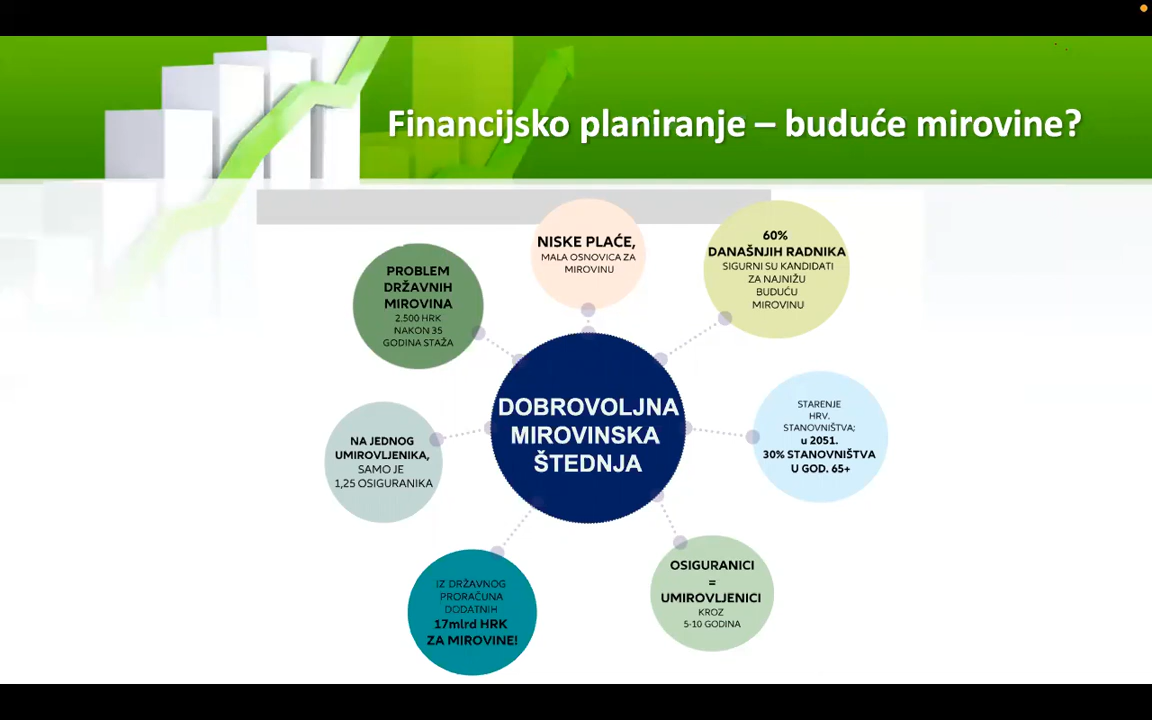 Financijsko planiranje – buduće mirovine?
NISKE PLAĆE,
MALA OSNOVICA ZA
MIROVINU
60%
DANAŠNJIH RADNIKA
SIGURNI SU KANDIDATI
ZA NAJNIŽU
BUDUĆU
MIROVINU
PROBLEM
DRŽAVNIH
MIROVINA
2.500 HRK
NAKON 35
GODINA STAŽA
DOBROVOLJNA
MIROVINSKA
ŠTEDNJA
STARENJE
HRV.
STANOVNIŠTVA;
u 2051.
30% STANOVNIŠTVA
U GOD. 65+
NA JEDNOG
UMIROVLJENIKA,
SAMO JE
1,25 OSIGURANIKA
IZ DRŽAVNOG
PRORAČUNA
DODATNIH
17mlrd HRK
ZA MIROVINE!
OSIGURANICI
=
UMIROVLJENICI
KROZ
5-10 GODINA